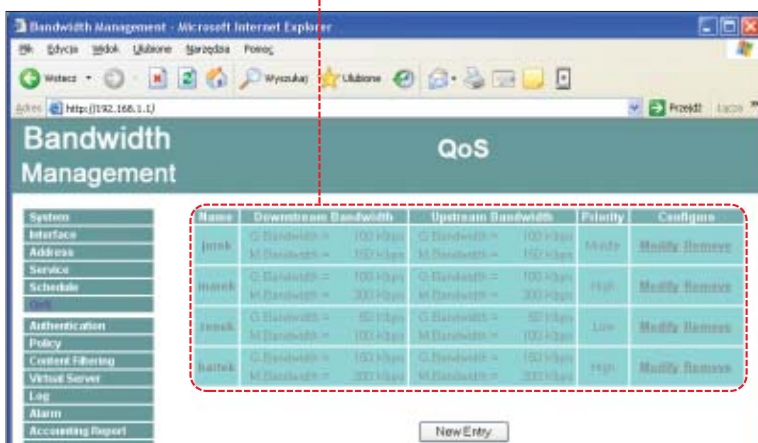 Bandwidth Management - Microsoft Internet Explorer
Plik Edycja Widok Ulubione Narzędzia Pomoc
Wstecz Wyszukaj Ulubione
Adres http://192.168.1.1/ Przejdź Łącza
Bandwidth
Management
QoS
System
Interface
Address
Service
Schedule
QoS
Authentication
Policy
Content Filtering
Virtual Server
Log
Alarm
Accounting Report
Name Downstream Bandwidth Upstream Bandwidth Priority Configure
jurek G.Bandwidth = 100 Kbps G.Bandwidth = 100 Kbps Middle Modify Remove
M.Bandwidth = 150 Kbps M.Bandwidth = 150 Kbps
marek G.Bandwidth = 100 Kbps G.Bandwidth = 100 Kbps High Modify Remove
M.Bandwidth = 200 Kbps M.Bandwidth = 200 Kbps
G.Bandwidth = 50 Kbps G.Bandwidth = 50 Kbps Low Modify Remove
M.Bandwidth = 100 Kbps M.Bandwidth = 100 Kbps
bartek G.Bandwidth = 150 Kbps G.Bandwidth = 150 Kbps High Modify Remove
M.Bandwidth = Kbps M.Bandwidth = Kbps
New Entry